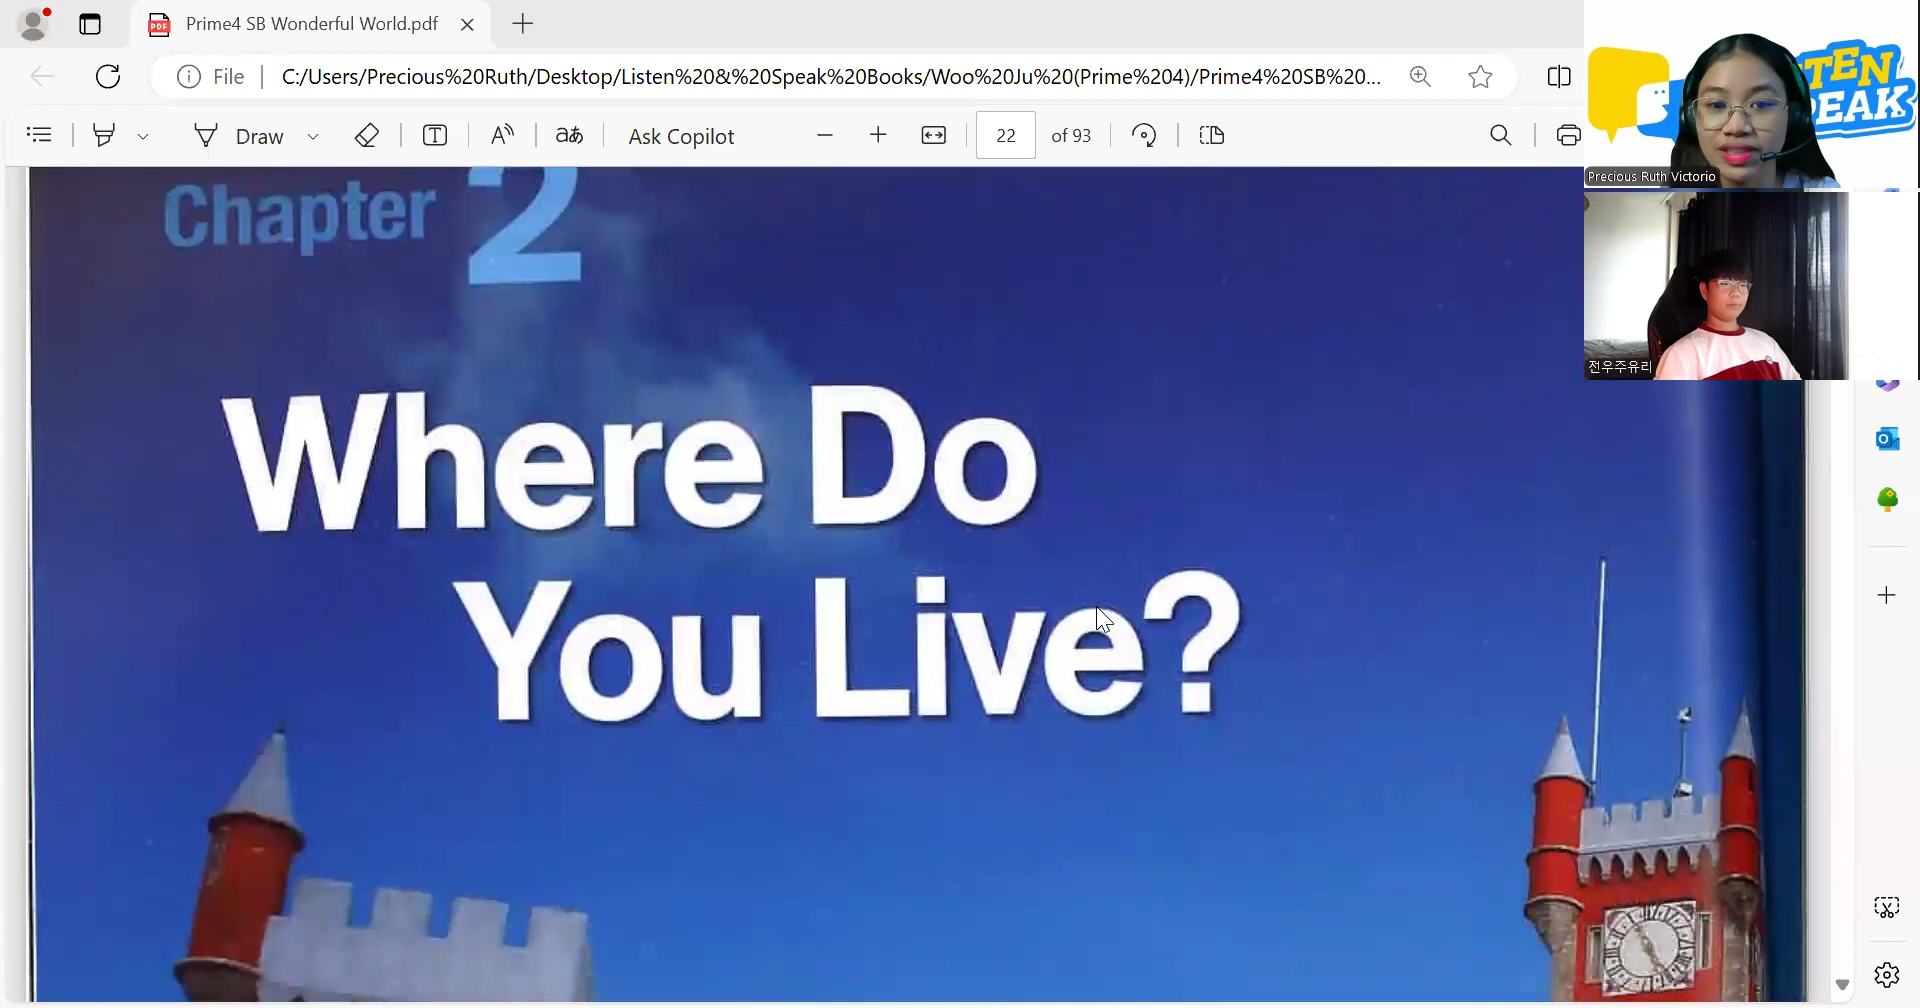 Prime4 SB Wonderful World.pdf
File
C:/Users/Precious%20Ruth/Desktop/Listen%20&%20Speak%20Books/Woo%20Ju%20(Prime%204)/Prime4%20SB%20...
Draw
Ask Copilot
22
of 93
TEN
EAK
Precious Ruth Victorio
전우주유리
Chapter 2
Where Do
You Live?